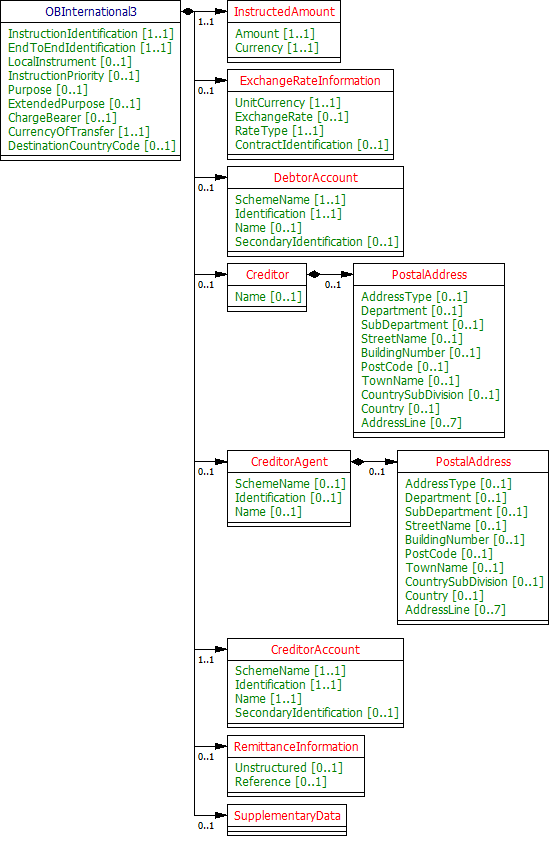 OBInternational3
InstructionIdentification [1..1]
EndToEndIdentification [1..1]
LocalInstrument [0..1]
InstructionPriority [0..1]
Purpose [0..1]
ExtendedPurpose [0..1]
ChargeBearer [0..1]
CurrencyOfTransfer [1..1]
DestinationCountryCode [0..1]
1..1
InstructedAmount
Amount [1..1]
Currency [1..1]
0..1
ExchangeRateInformation
UnitCurrency [1..1]
ExchangeRate [0..1]
RateType [1..1]
ContractIdentification [0..1]
0..1
DebtorAccount
SchemeName [1..1]
Identification [1..1]
Name [0..1]
SecondaryIdentification [0..1]
0..1
Creditor
Name [0..1]
0..1
PostalAddress
AddressType [0..1]
Department [0..1]
SubDepartment [0..1]
StreetName [0..1]
BuildingNumber [0..1]
PostCode [0..1]
TownName [0..1]
CountrySubDivision [0..1]
Country [0..1]
AddressLine [0..7]
0..1
CreditorAgent
SchemeName [0..1]
Identification [0..1]
Name [0..1]
0..1
PostalAddress
AddressType [0..1]
Department [0..1]
SubDepartment [0..1]
StreetName [0..1]
BuildingNumber [0..1]
PostCode [0..1]
TownName [0..1]
CountrySubDivision [0..1]
Country [0..1]
AddressLine [0..7]
1..1
CreditorAccount
SchemeName [1..1]
Identification [1..1]
Name [1..1]
SecondaryIdentification [0..1]
0..1
RemittanceInformation
Unstructured [0..1]
Reference [0..1]
0..1
SupplementaryData